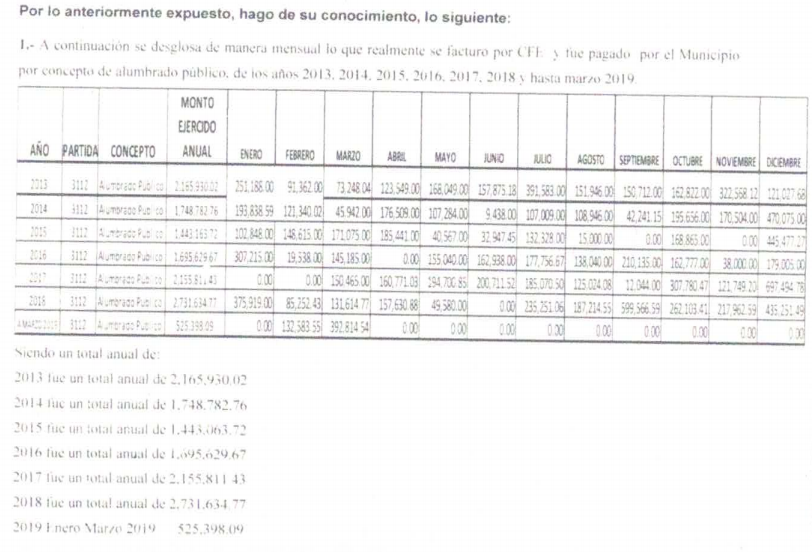 Por lo anteriormente expuesto, hago de su conocimiento, lo siguiente:
1.- A continuación se desglosa de manera mensual lo que realmente se facturo por CFE y fue pagado por el Municipio
por concepto de alumbrado público, de los años 2013, 2014, 2015, 2016, 2017, 2018 y hasta marzo 2019.
AÑO PARTIDA CONCEPTO MONTO EJERCIDO ANUAL ENERO FEBRERO MARZO ABRIL MAYO JUNIO JULIO AGOSTO SEPTIEMBRE OCTUBRE NOVIEMBRE DICIEMBRE
2013 3112 Alumbrado Publico 2,165,930.02 251,188.00 91,362.00 73,248.04 123,549.00 168,049.00 157,875.18 391,583.00 151,946.00 150,712.00 162,822.00 322,568.12 121,027.68
2014 3112 Alumbrado Publico 1,748,782.76 193,838.59 121,340.02 45,942.00 176,509.00 107,284.00 9,438.00 107,009.00 108,946.00 42,241.15 195,656.00 170,504.00 470,075.00
2015 3112 Alumbrado Publico 1,443,163.72 102,848.00 148,615.00 171,075.00 185,441.00 40,567.00 32,947.45 132,328.00 15,000.00 0.00 168,865.00 0.00 445,477.27
2016 3112 Alumbrado Publico 1,695,629.67 307,215.00 19,538.00 145,185.00 0.00 155,040.00 162,938.00 177,756.67 138,040.00 210,135.00 162,777.00 38,000.00 179,005.00
2017 3112 Alumbrado Publico 2,155,811.43 0.00 0.00 150,465.00 160,771.03 194,700.85 200,711.52 185,070.50 125,024.08 12,044.00 307,780.47 121,749.20 697,494.78
2018 3112 Alumbrado Publico 2,731,634.77 375,919.00 85,252.43 131,614.77 157,630.88 49,580.00 0.00 235,251.06 187,214.55 599,566.59 262,103.41 217,962.59 435,251.49
A MARZO 2019 3112 Alumbrado Publico 525,398.09 0.00 132,583.55 392,814.54 0.00 0.00 0.00 0.00 0.00 0.00 0.00 0.00 0.00
Siendo un total anual de:
2013 fue un total anual de 2,165,930.02
2014 fue un total anual de 1,748,782.76
2015 fue un total anual de 1,443,063.72
2016 fue un total anual de 1,695,629.67
2017 fue un total anual de 2,155,811.43
2018 fue un total anual de 2,731,634.77
2019 Enero Marzo 2019 525,398.09